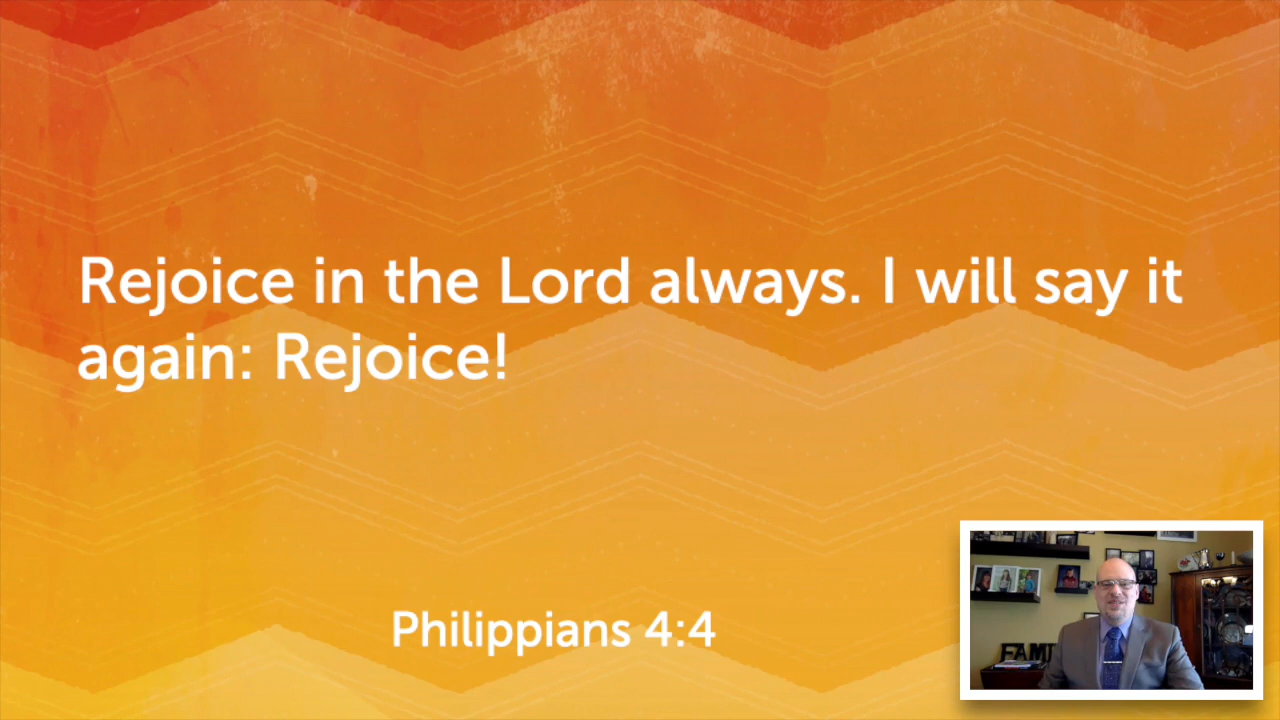 Rejoice in the Lord always. I will say it
again: Rejoice!
Philippians 4:4